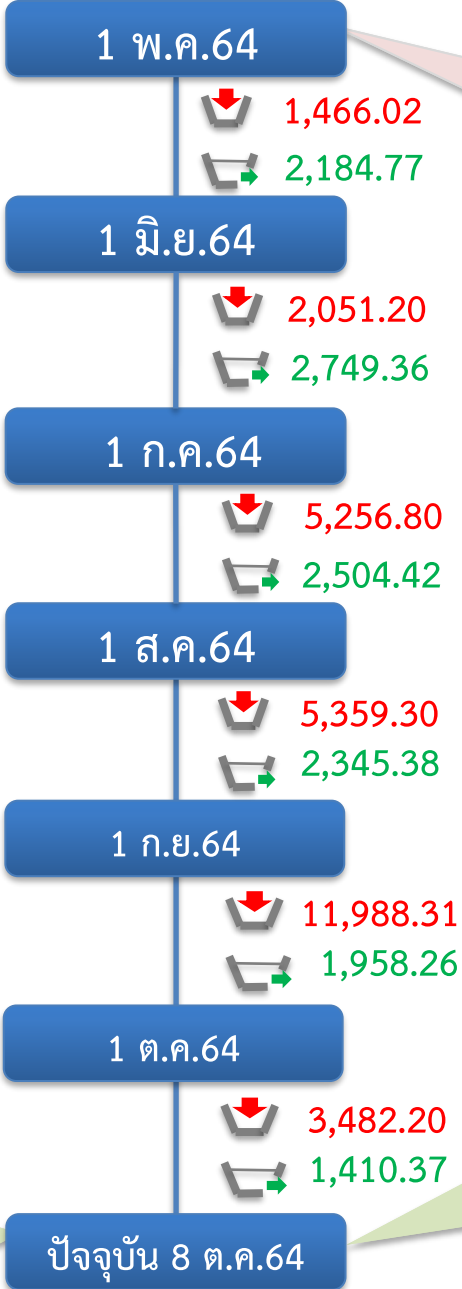 1 พ.ค.64
1,466.02
2,184.77
1 มิ.ย.64
2,051.20
2,749.36
1 ก.ค.64
5,256.80
2,504.42
1 ส.ค.64
5,359.30
2,345.38
1 ก.ย.64
11,988.31
1,958.26
1 ต.ค.64
3,482.20
1,410.37
ปัจจุบัน 8 ต.ค.64